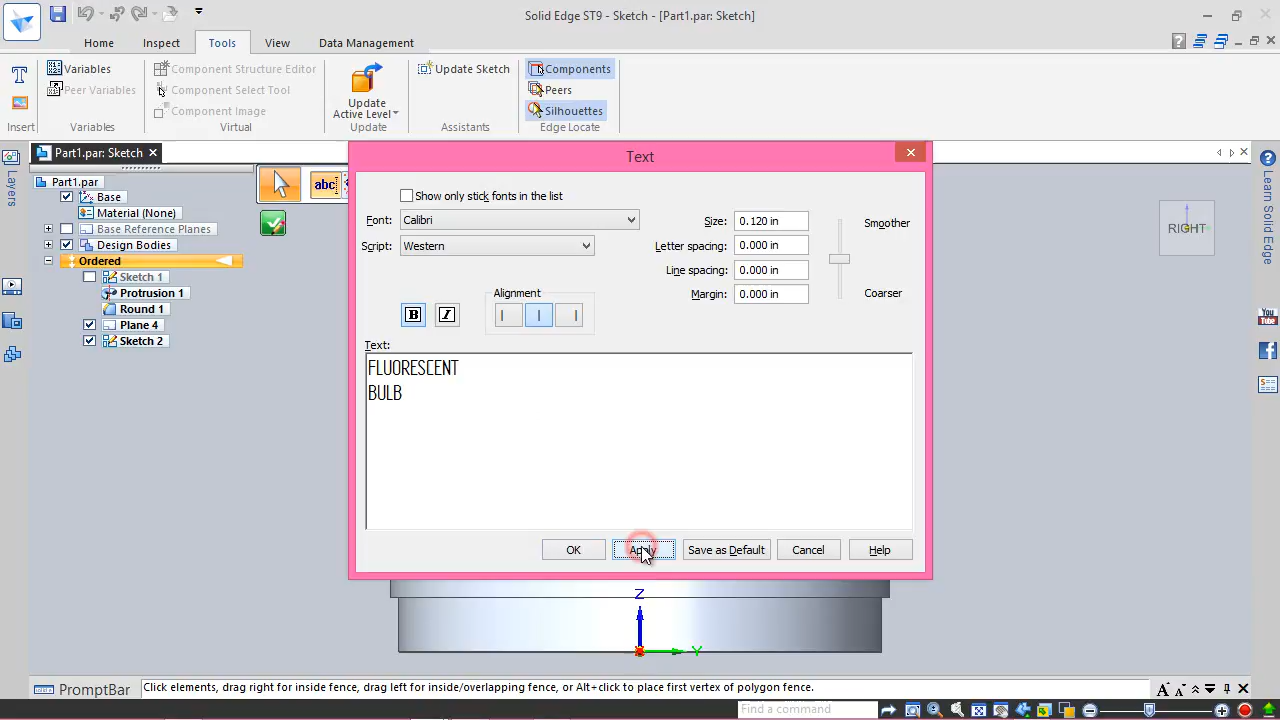 Solid Edge ST9 - Sketch - [Part1.par: Sketch]
Home
Inspect
Tools
View
Data Management
Variables
Peer Variables
Component Structure Editor
Component Select Tool
Component Image
Update
Active Level
Update Sketch
Components
Peers
Silhouettes
Insert
Variables
Virtual
Update
Assistants
Edge Locate
Part1.par: Sketch
Layers
Learn Solid Edge
You
Tube
Part1.par
Base
Material (None)
Base Reference Planes
Design Bodies
Ordered
Sketch 1
Protrusion 1
Round 1
Plane 4
Sketch 2
abc
RIGHT
Text
Show only stick fonts in the list
Font:
Calibri
Script:
Western
Size:
0.120 in
Letter spacing:
0.000 in
Line spacing:
0.000 in
Margin:
0.000 in
Smoother
Coarser
B
I
Alignment
Text:
FLUORESCENT
BULB
OK
Apply
Save as Default
Cancel
Help
Z
Y
PromptBar
Click elements, drag right for inside fence, drag left for inside/overlapping fence, or Alt+click to place first vertex of polygon fence.
Find a command